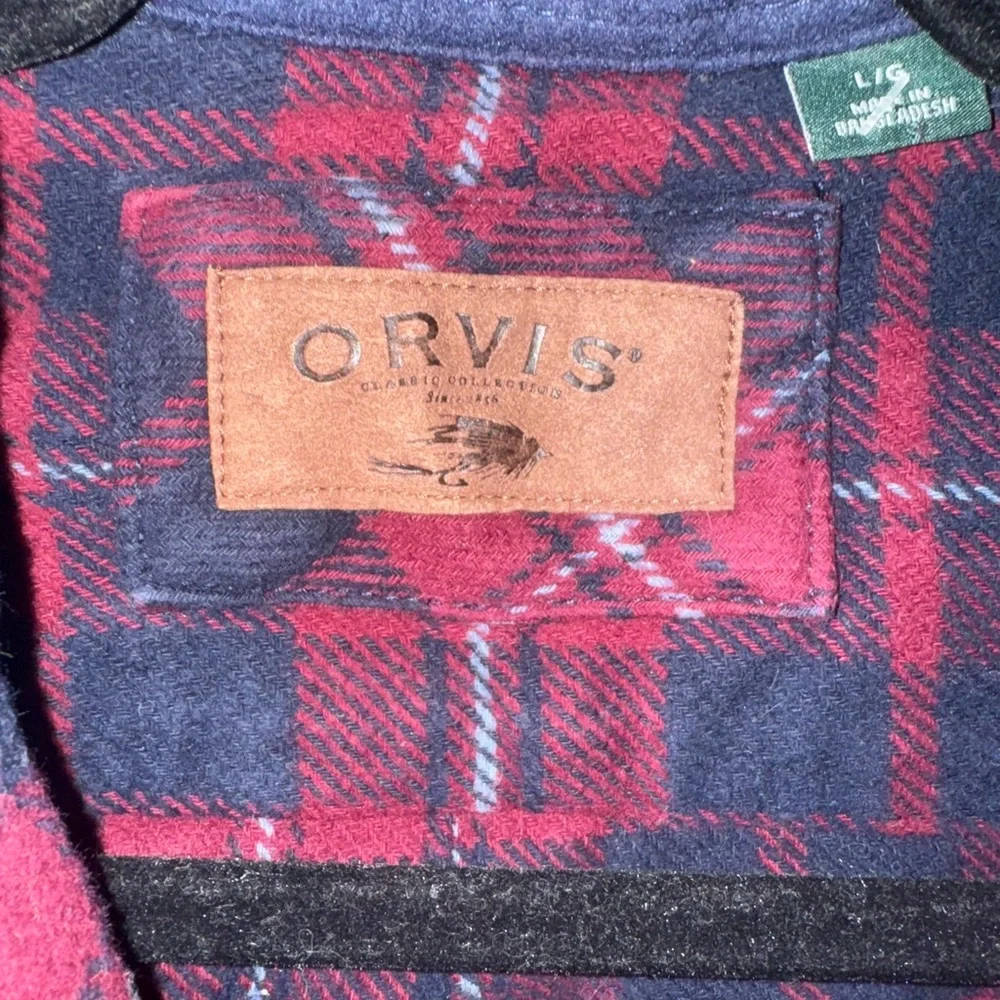 L/G
MADE IN
BANGLADESH
ORVIS®
CLASSIC COLLECTION
Since 1856